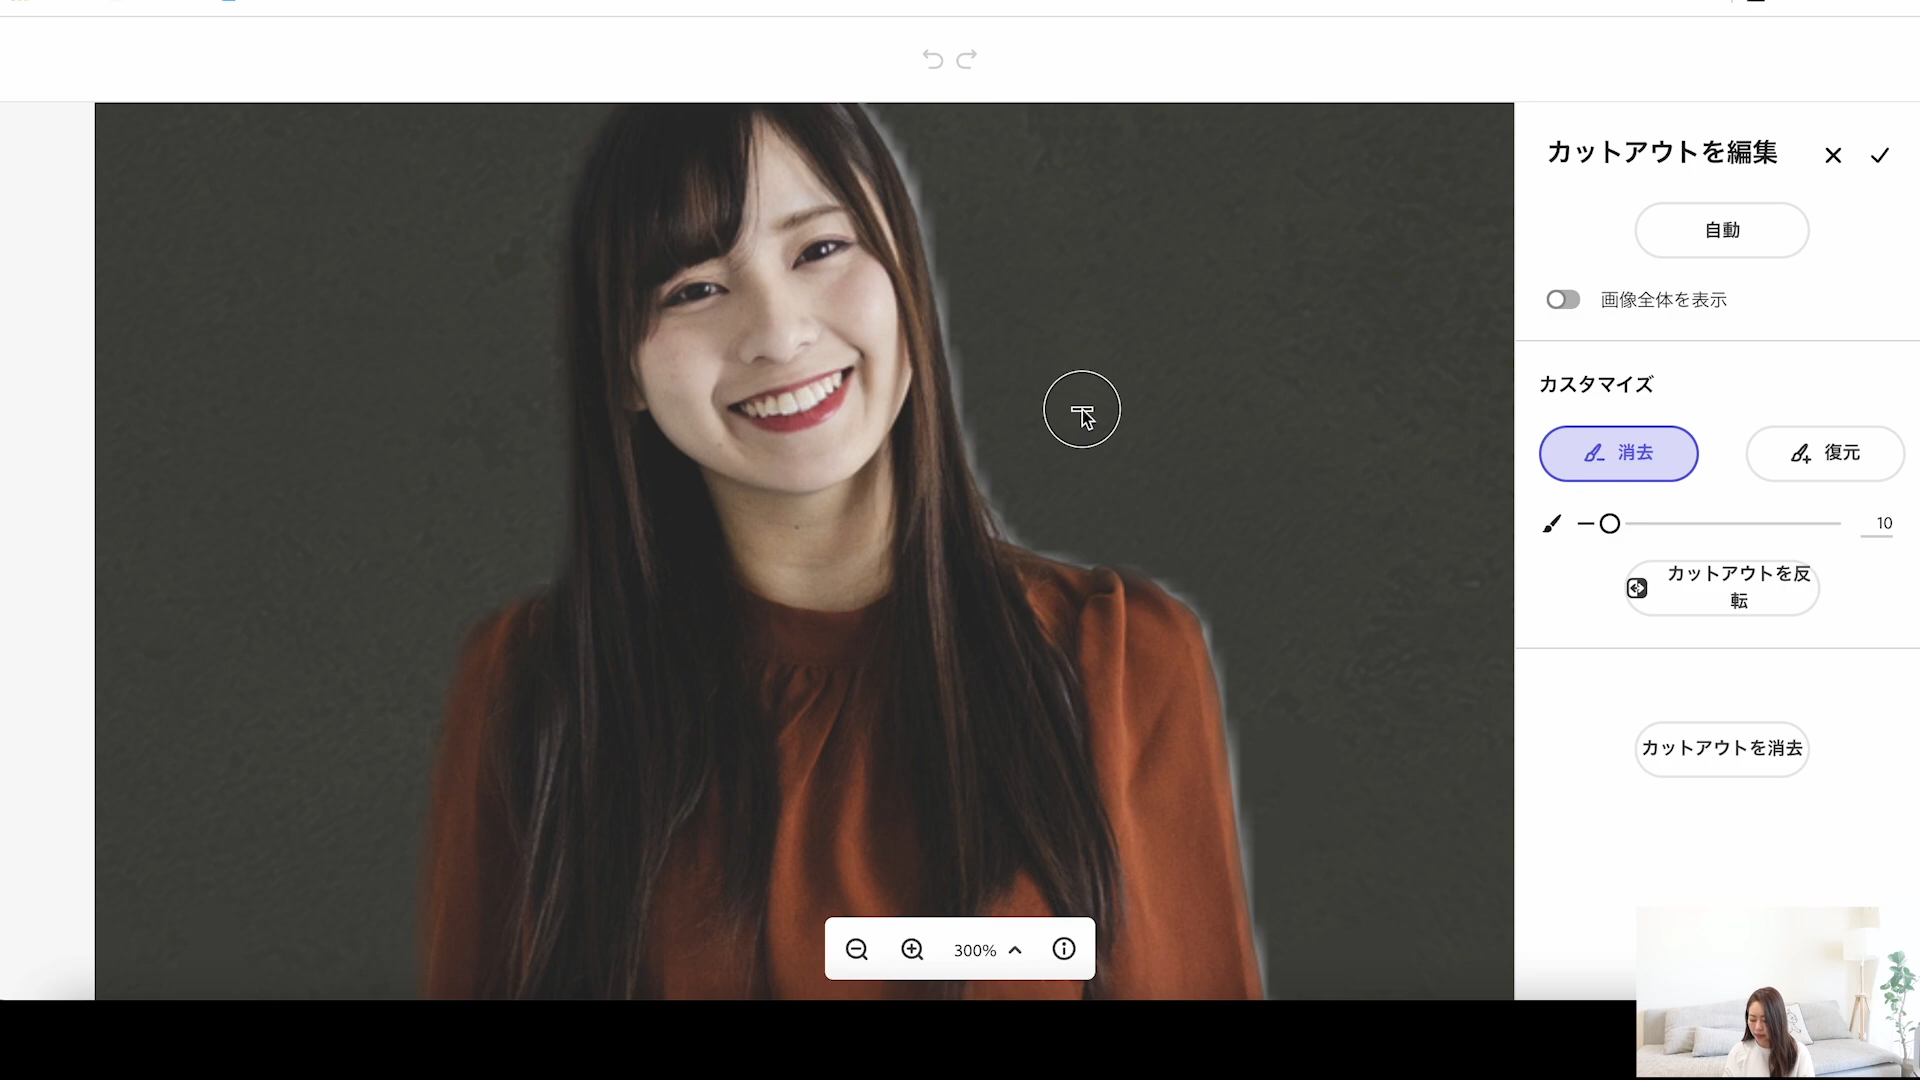 カットアウトを編集
自動
画像全体を表示
カスタマイズ
消去
復元
10
カットアウトを反
転
カットアウトを消去
300%